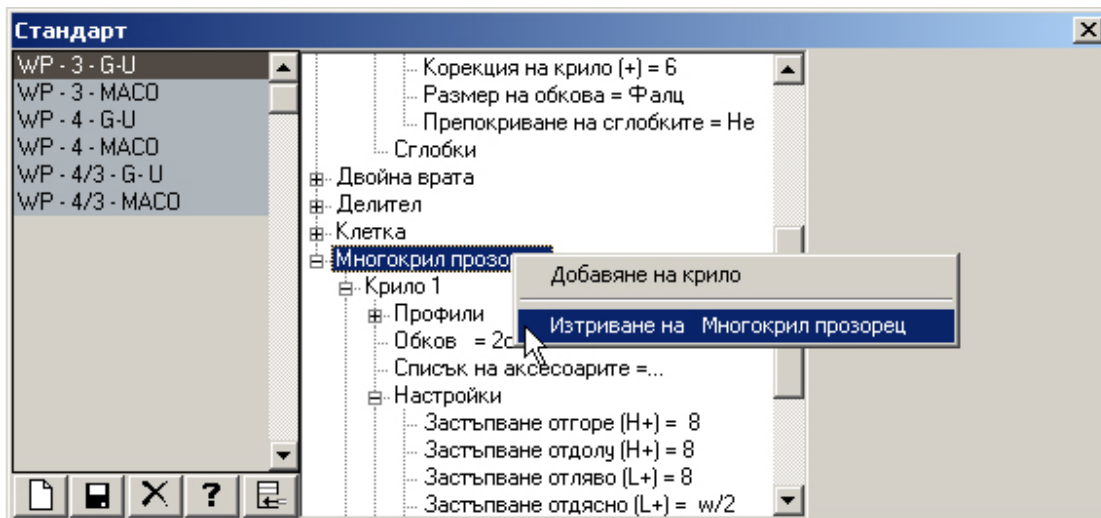 Стандарт
WP - 3 - G-U
WP - 3 - MACO
WP - 4 - G-U
WP - 4 - MACO
WP - 4/3 - G- U
WP - 4/3 - MACO
Корекция на крило (+) = 6
Размер на обкова = Фалц
Препокриване на сглобките = Не
Сглобки
Двойна врата
Делител
Клетка
Многокрил
Добавяне на крило
Изтриване на Многокрил прозорец
Крило 1
Профили
Обков =
Списък на аксесоарите =...
Настройки
Застъпване отгоре (H+) = 8
Застъпване отдолу (H+) = 8
Застъпване отляво (L+) = 8
Застъпване отдясно (L+) = w/2
?